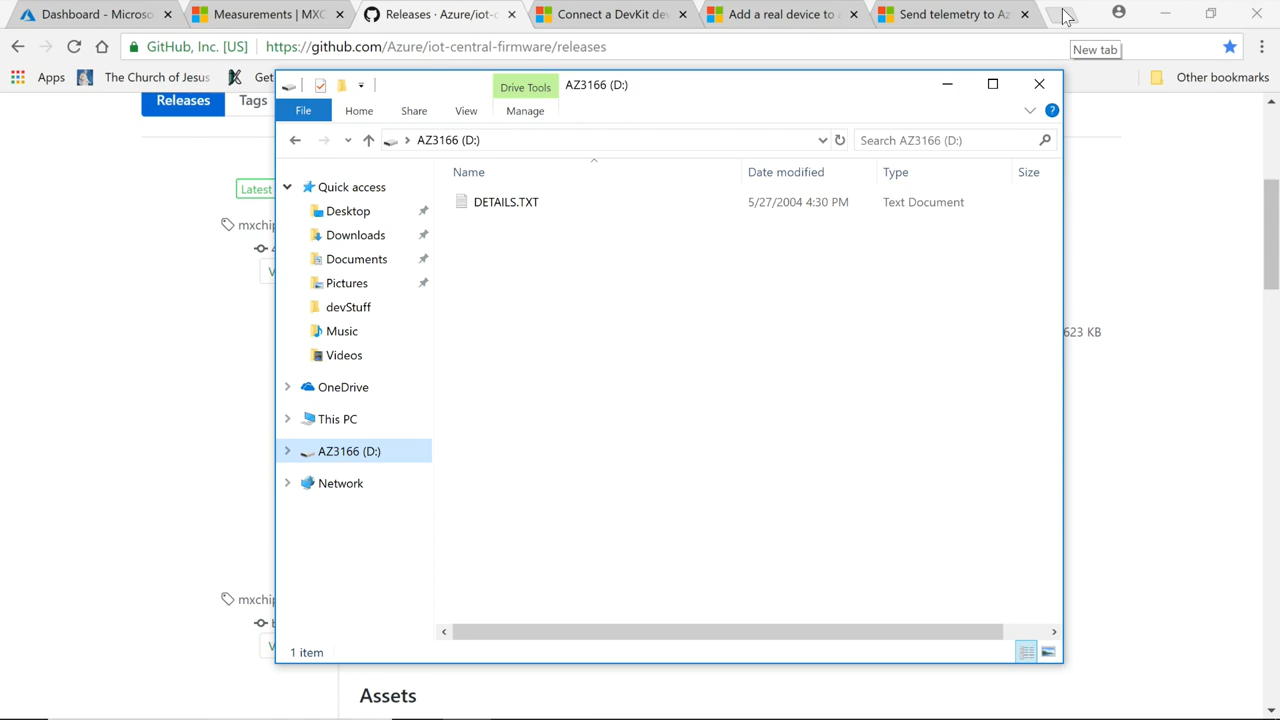 Dashboard - Microso
Measurements | MXC
Releases · Azure/iot-c
Connect a DevKit de
Add a real device to
Send telemetry to Az
GitHub, Inc. [US]
https://github.com/Azure/iot-central-firmware/releases
New tab
Apps
The Church of Jesus
Get
Other bookmarks
Releases
Tags
Drive Tools
AZ3166 (D:)
File
Home
Share
View
Manage
AZ3166 (D:)
Search AZ3166 (D:)
Name
Date modified
Type
Size
DETAILS.TXT
5/27/2004 4:30 PM
Text Document
Quick access
Desktop
Downloads
Documents
Pictures
devStuff
Music
Videos
OneDrive
This PC
AZ3166 (D:)
Network
1 item
Latest
mxchip
623 KB
mxchip
Assets